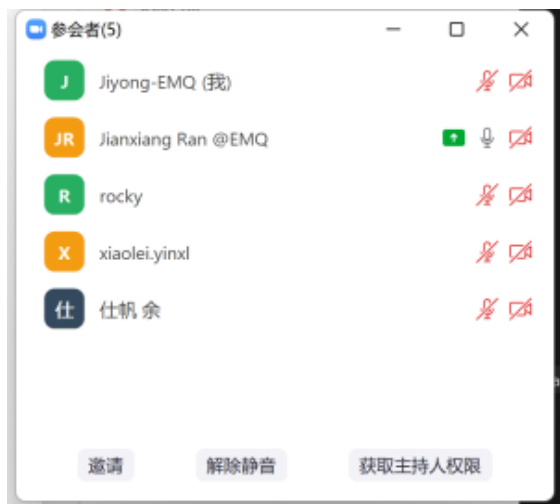 参会者(5)
J Jiyong-EMQ (我)
JR Jianxiang Ran @EMQ
R rocky
X xiaolei.yinxl
仕 仕帆 余
邀请 解除静音 获取主持人权限